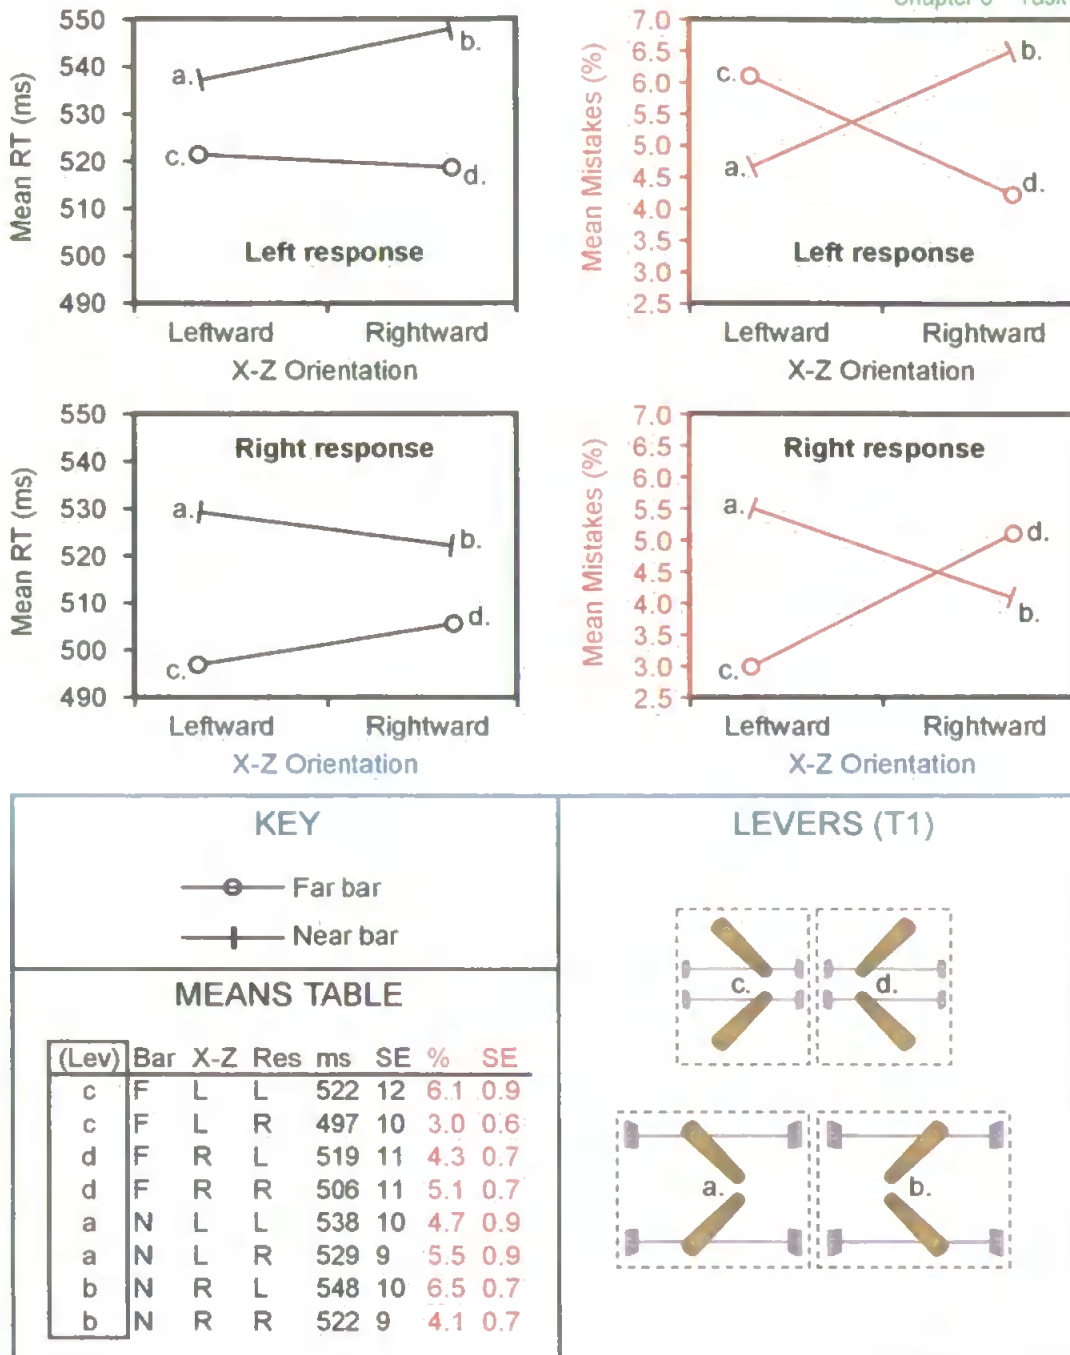 Chapter 6 Task
550
540
530
520
510
500
490
Mean RT (ms)
a.
b.
c.
d.
Left response
Leftward Rightward
X-Z Orientation
7.0
6.5
6.0
5.5
5.0
4.5
4.0
3.5
3.0
2.5
Mean Mistakes (%)
c.
b.
a.
d.
Left response
Leftward Rightward
X-Z Orientation
550
540
530
520
510
500
490
Mean RT (ms)
Right response
a.
b.
d.
c.
Leftward Rightward
X-Z Orientation
7.0
6.5
6.0
5.5
5.0
4.5
4.0
3.5
3.0
2.5
Mean Mistakes (%)
Right response
a.
d.
b.
c.
Leftward Rightward
X-Z Orientation
KEY
Far bar
Near bar
MEANS TABLE
(Lev) Bar X-Z Res ms SE % SE
c F L L 522 12 6.1 0.9
c F L R 497 10 3.0 0.6
d F R L 519 11 4.3 0.7
d F R R 506 11 5.1 0.7
a N L L 538 10 4.7 0.9
a N L R 529 9 5.5 0.9
b N R L 548 10 6.5 0.7
b N R R 522 9 4.1 0.7
LEVERS (T1)
c. d.
a. b.